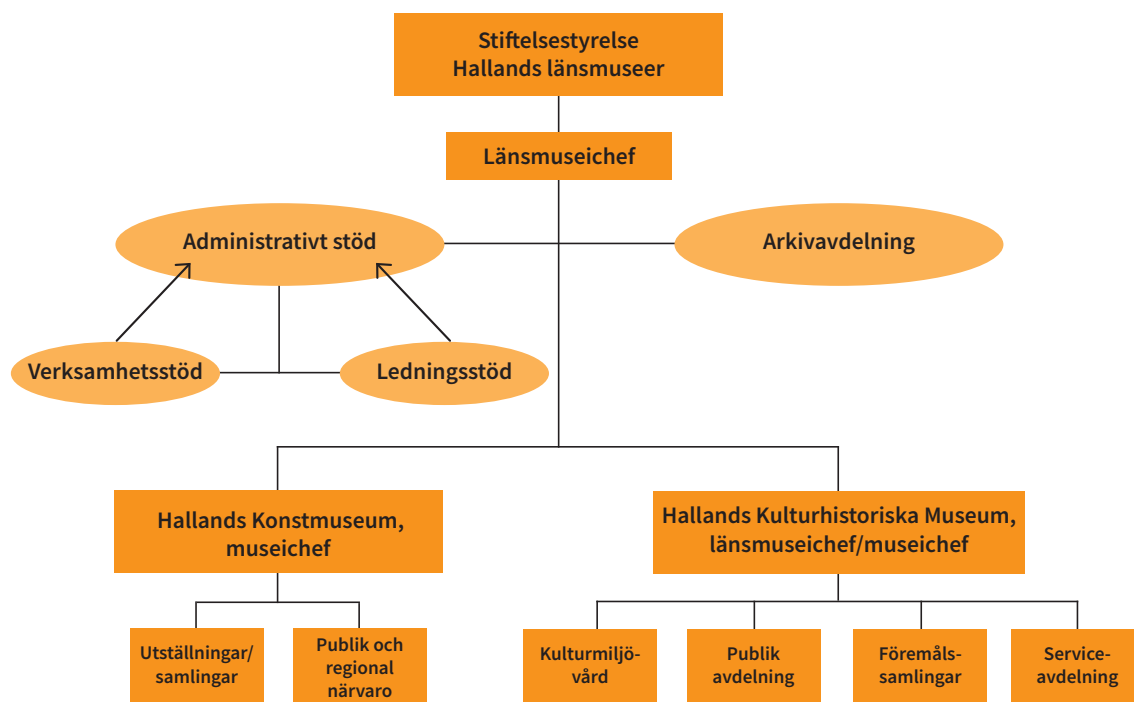 Stiftelsestyrelse
Hallands länsmuseer
Länsmuseichef
Administrativt stöd
Arkivavdelning
Verksamhetsstöd
Ledningsstöd
Hallands Konstmuseum,
museichef
Hallands Kulturhistoriska Museum,
länsmuseichef/museichef
Utställningar/
samlingar
Publik och
regional
närvaro
Kulturmiljö-
vård
Publik
avdelning
Föremåls-
samlingar
Service-
avdelning